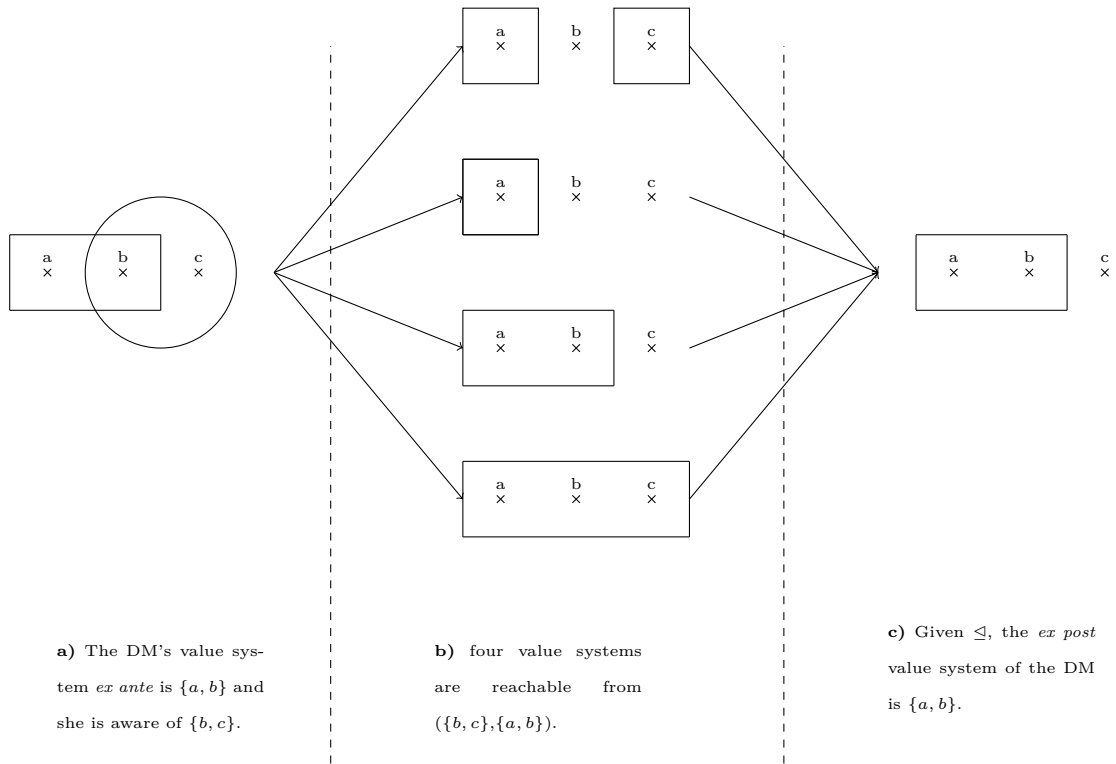 a b c
a b c
a b c
a b c
a b c
a b c
a) The DM's value sys-
tem ex ante is {a, b} and
she is aware of {b, c}.
b) four value systems
are reachable from
({b, c},{a, b}).
c) Given ⊴, the ex post
value system of the DM
is {a, b}.